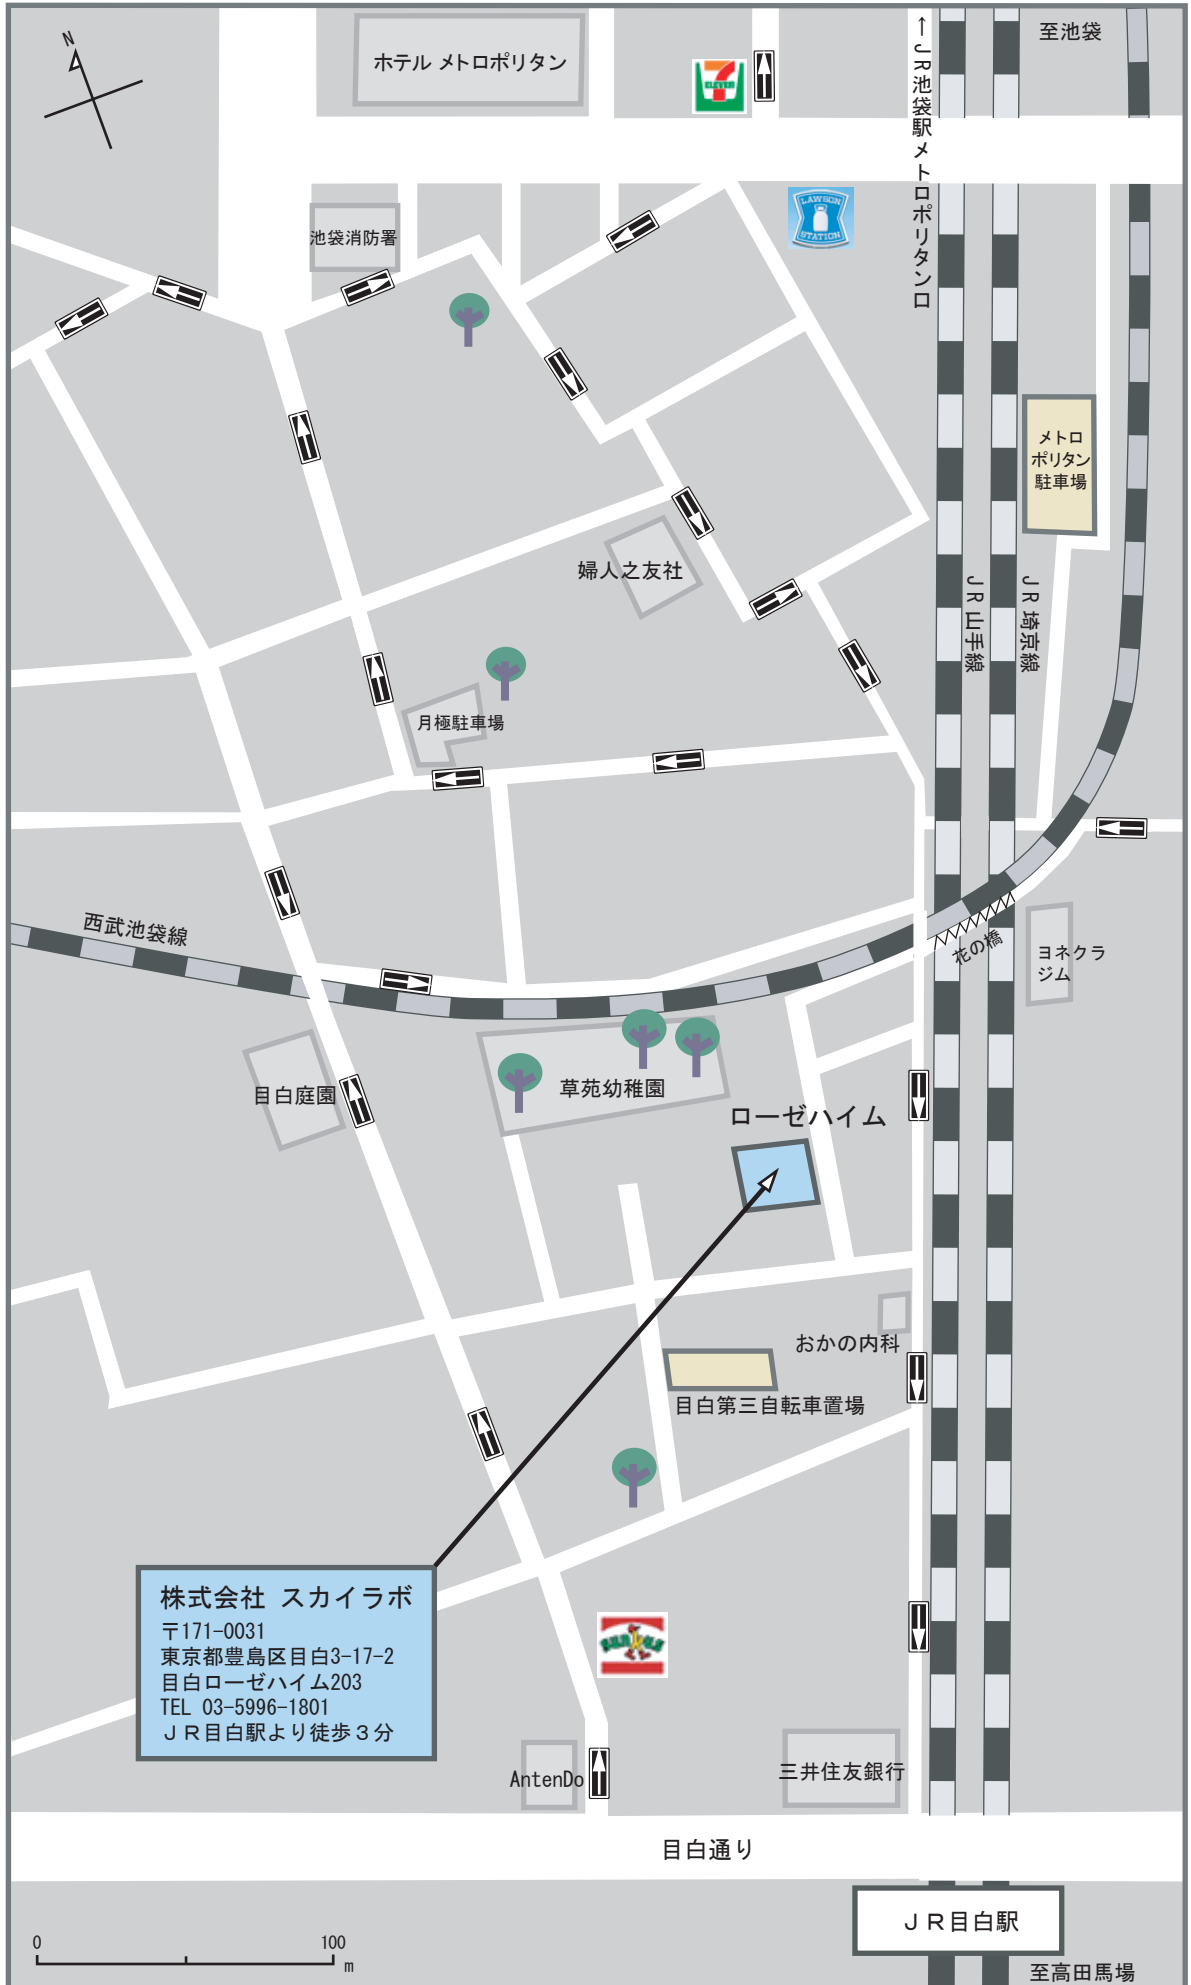 N
ホテル メトロポリタン
ELEVEN
←JR池袋駅メトロポリタン口
至池袋
LAWSON
STATION
池袋消防署
メトロ
ポリタン
駐車場
婦人之友社
JR山手線
JR埼京線
月極駐車場
西武池袋線
花の橋
ヨネクラ
ジム
目白庭園
草苑幼稚園
ローゼハイム
おかの内科
目白第三自転車置場
株式会社 スカイラボ
〒171-0031
東京都豊島区目白3-17-2
目白ローゼハイム203
TEL 03-5996-1801
JR目白駅より徒歩3分
sunkus
AntenDo
三井住友銀行
目白通り
JR目白駅
0 100
m
至高田馬場